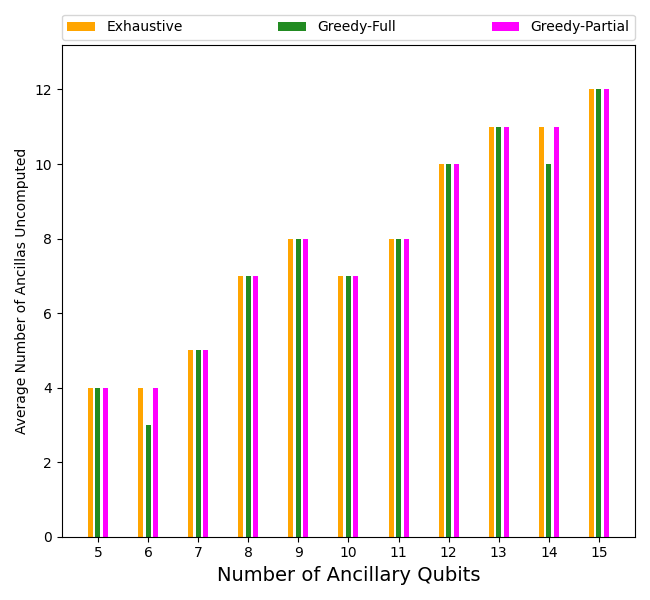 Exhaustive Greedy-Full Greedy-Partial
Average Number of Ancillas Uncomputed
12
10
8
6
4
2
0
5 6 7 8 9 10 11 12 13 14 15
Number of Ancillary Qubits